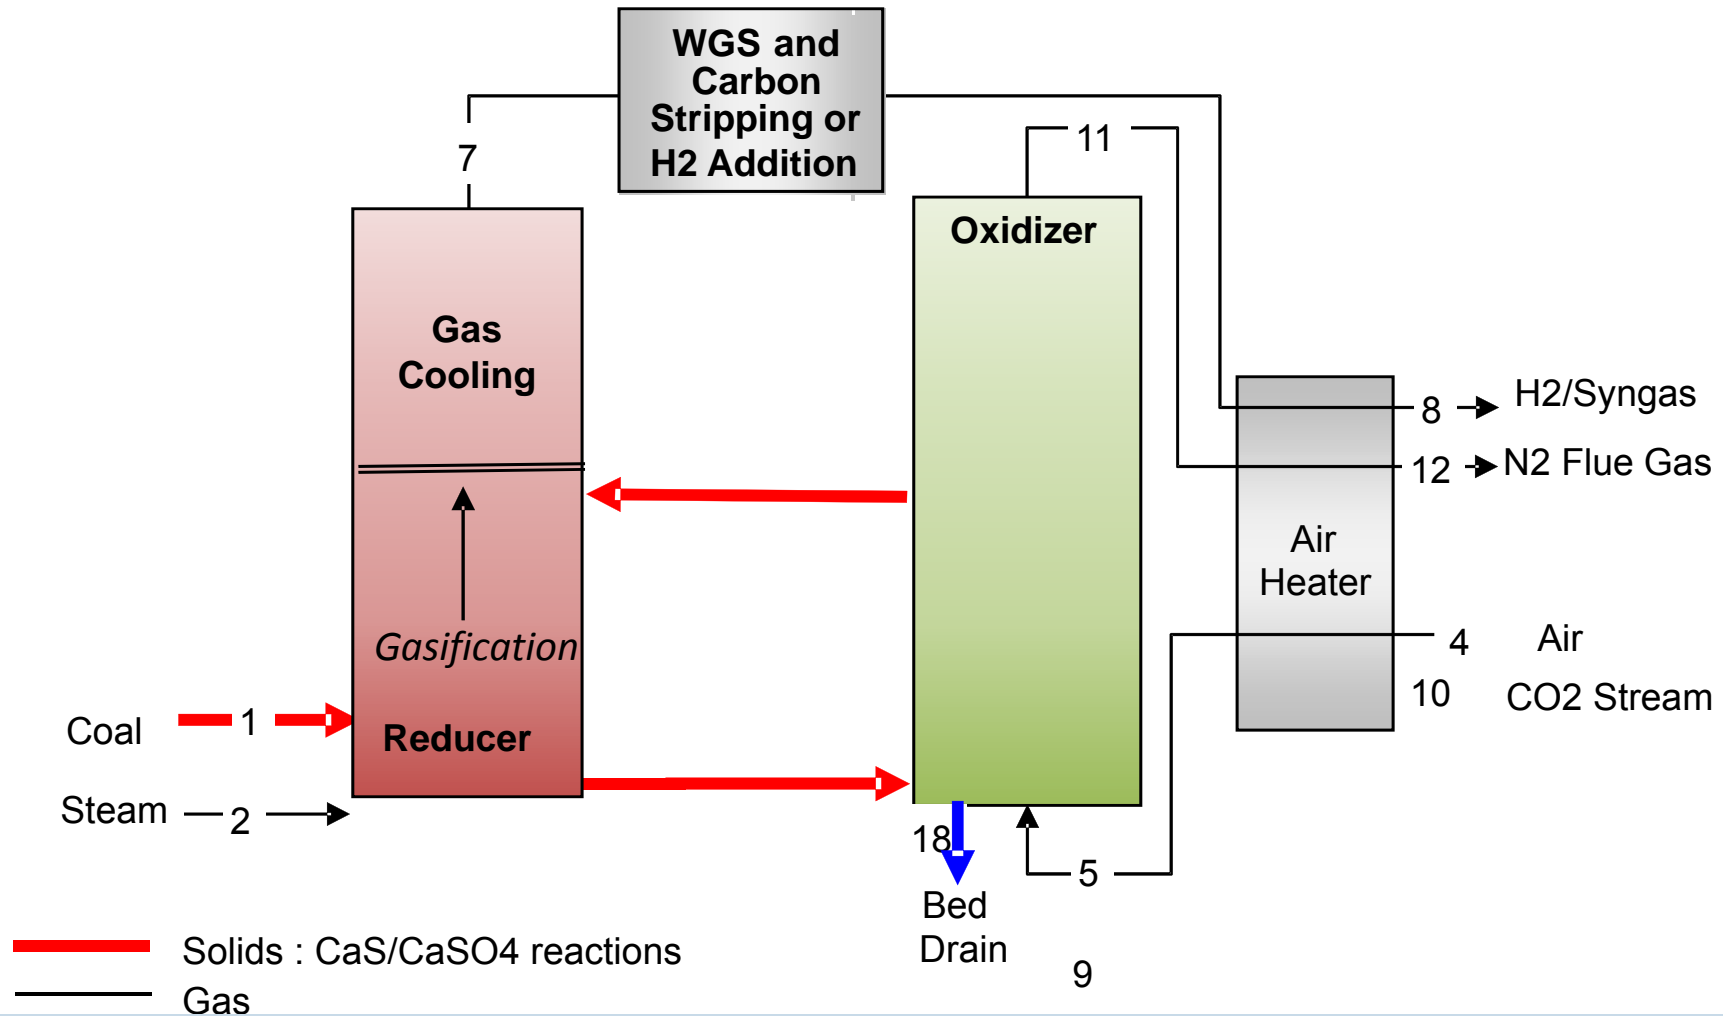 WGS and
Carbon
Stripping or
H2 Addition
7
11
Oxidizer
Gas
Cooling
8
H2/Syngas
12
N2 Flue Gas
Air
Heater
Gasification
4
Air
10
CO2 Stream
Coal
1
Reducer
Steam
2
18
5
Bed
Drain
9
Solids : CaS/CaSO4 reactions
Gas